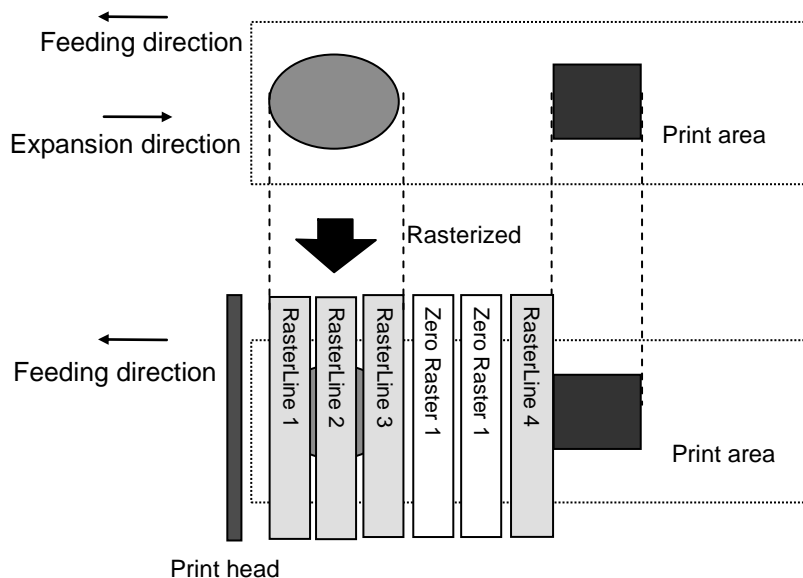 Feeding direction
Expansion direction
Print area
Rasterized
Feeding direction
RasterLine 1
RasterLine 2
RasterLine 3
Zero Raster 1
Zero Raster 1
RasterLine 4
Print area
Print head